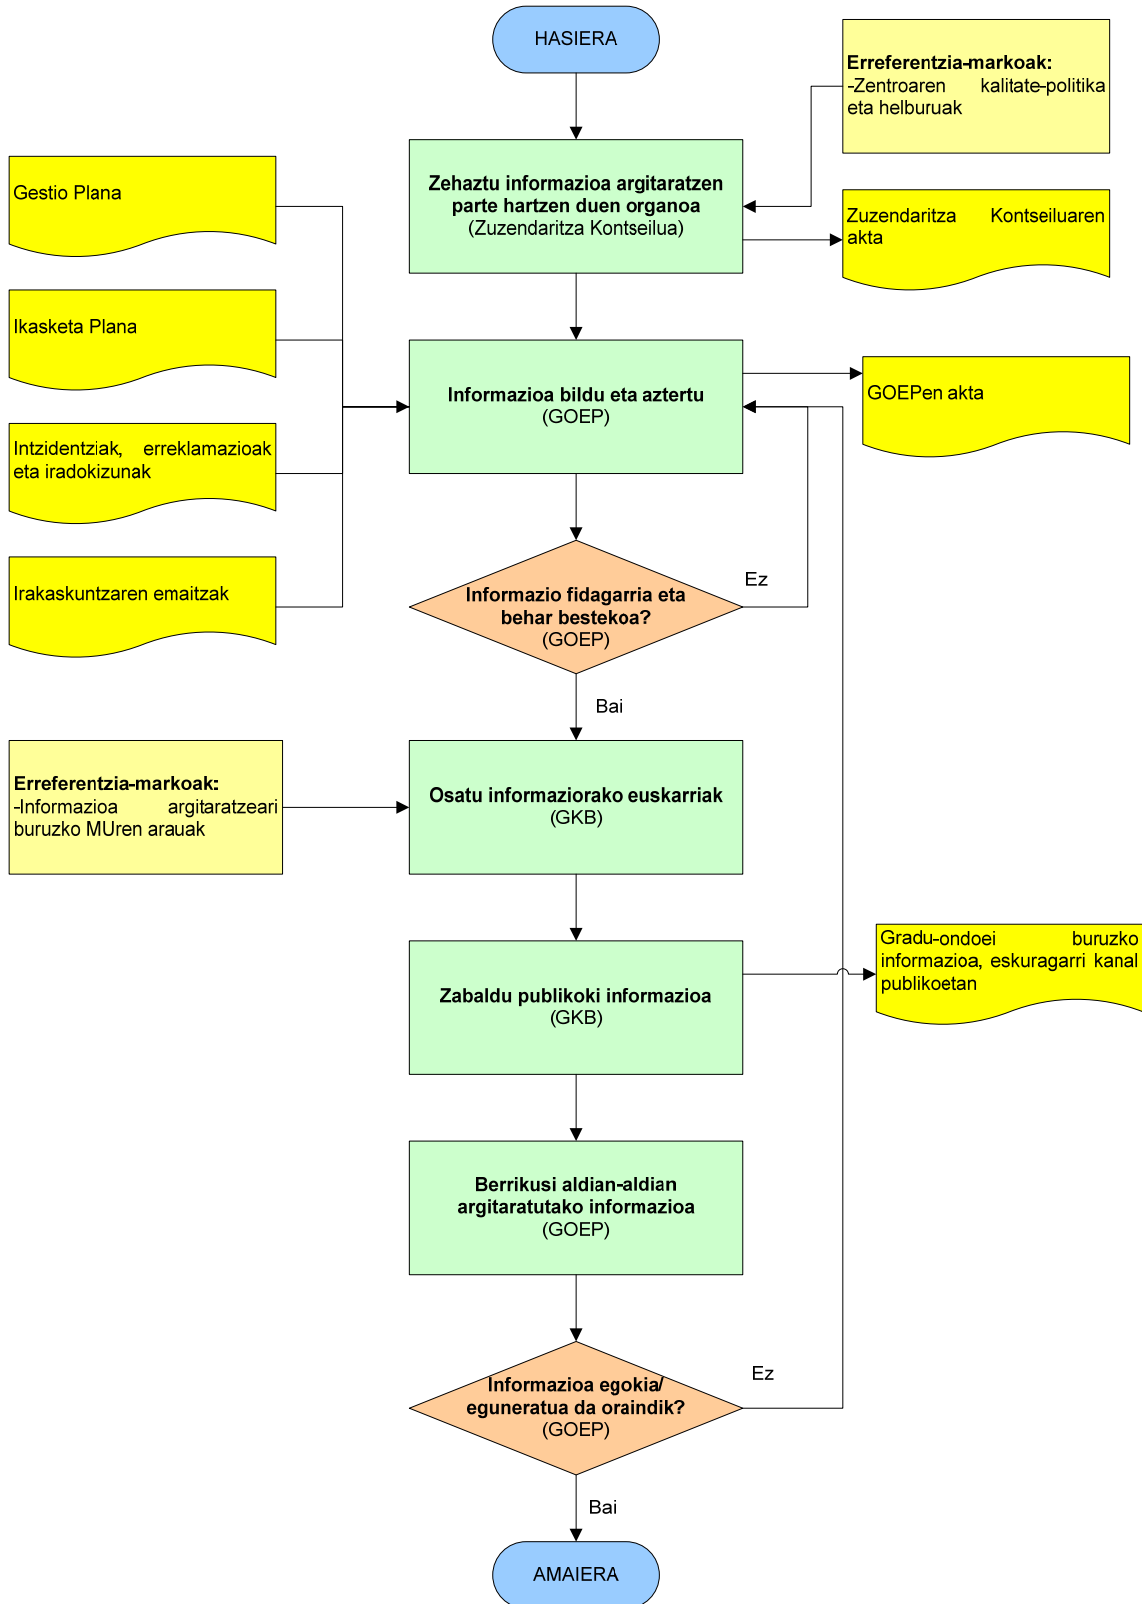 HASIERA
Erreferentzia-markoak:
-Zentroaren kalitate-politika
eta helburuak
Zehaztu informazioa argitaratzen
parte hartzen duen organoa
(Zuzendaritza Kontseilua)
Zuzendaritza Kontseiluaren
akta
Gestio Plana
Ikasketa Plana
Intzidentziak, erreklamazioak
eta iradokizunak
Irakaskuntzaren emaitzak
Informazioa bildu eta aztertu
(GOEP)
GOEPen akta
Informazio fidagarria eta
behar bestekoa?
(GOEP)
Ez
Bai
Erreferentzia-markoak:
-Informazioa argitaratzeari
buruzko MUren arauak
Osatu informaziorako euskarriak
(GKB)
Zabaldu publikoki informazioa
(GKB)
Gradu-ondoei buruzko
informazioa, eskuragarri kanal
publikoetan
Berrikusi aldian-aldian
argitaratutako informazioa
(GOEP)
Informazioa egokia/
eguneratua da oraindik?
(GOEP)
Ez
Bai
AMAIERA